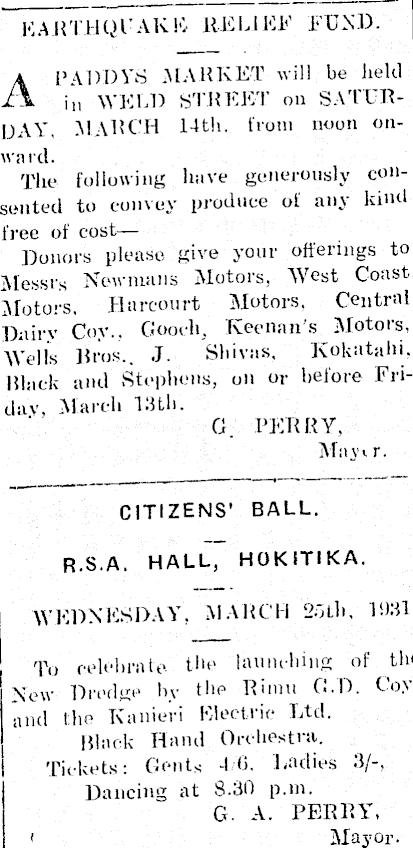 EARTHQUAKE RELIEF FUND.
A PADDYS MARKET will be held
in WELD STREET on SATUR-
DAY, MARCH 14th. from noon on-
ward.
The following have generously con-
sented to convey produce of any kind
free of cost—
Donors please give your offerings to
Messrs Newmans Motors, West Coast
Motors, Harcourt Motors, Central
Dairy Coy., Gooch, Keenan's Motors,
Wells Bros., J. Shivas, Kokatahi,
Black and Stephens, on or before Fri-
day, March 13th.
G. PERRY,
Mayor.
CITIZENS' BALL.
R.S.A. HALL, HOKITIKA.
WEDNESDAY, MARCH 25th, 1931
To celebrate the launching of the
New Dredge by the Rimu G.D. Coy
and the Kanieri Electric Ltd.
Black Hand Orchestra.
Tickets: Gents 4/6, Ladies 3/-,
Dancing at 8.30 p.m.
G. A. PERRY,
Mayor.